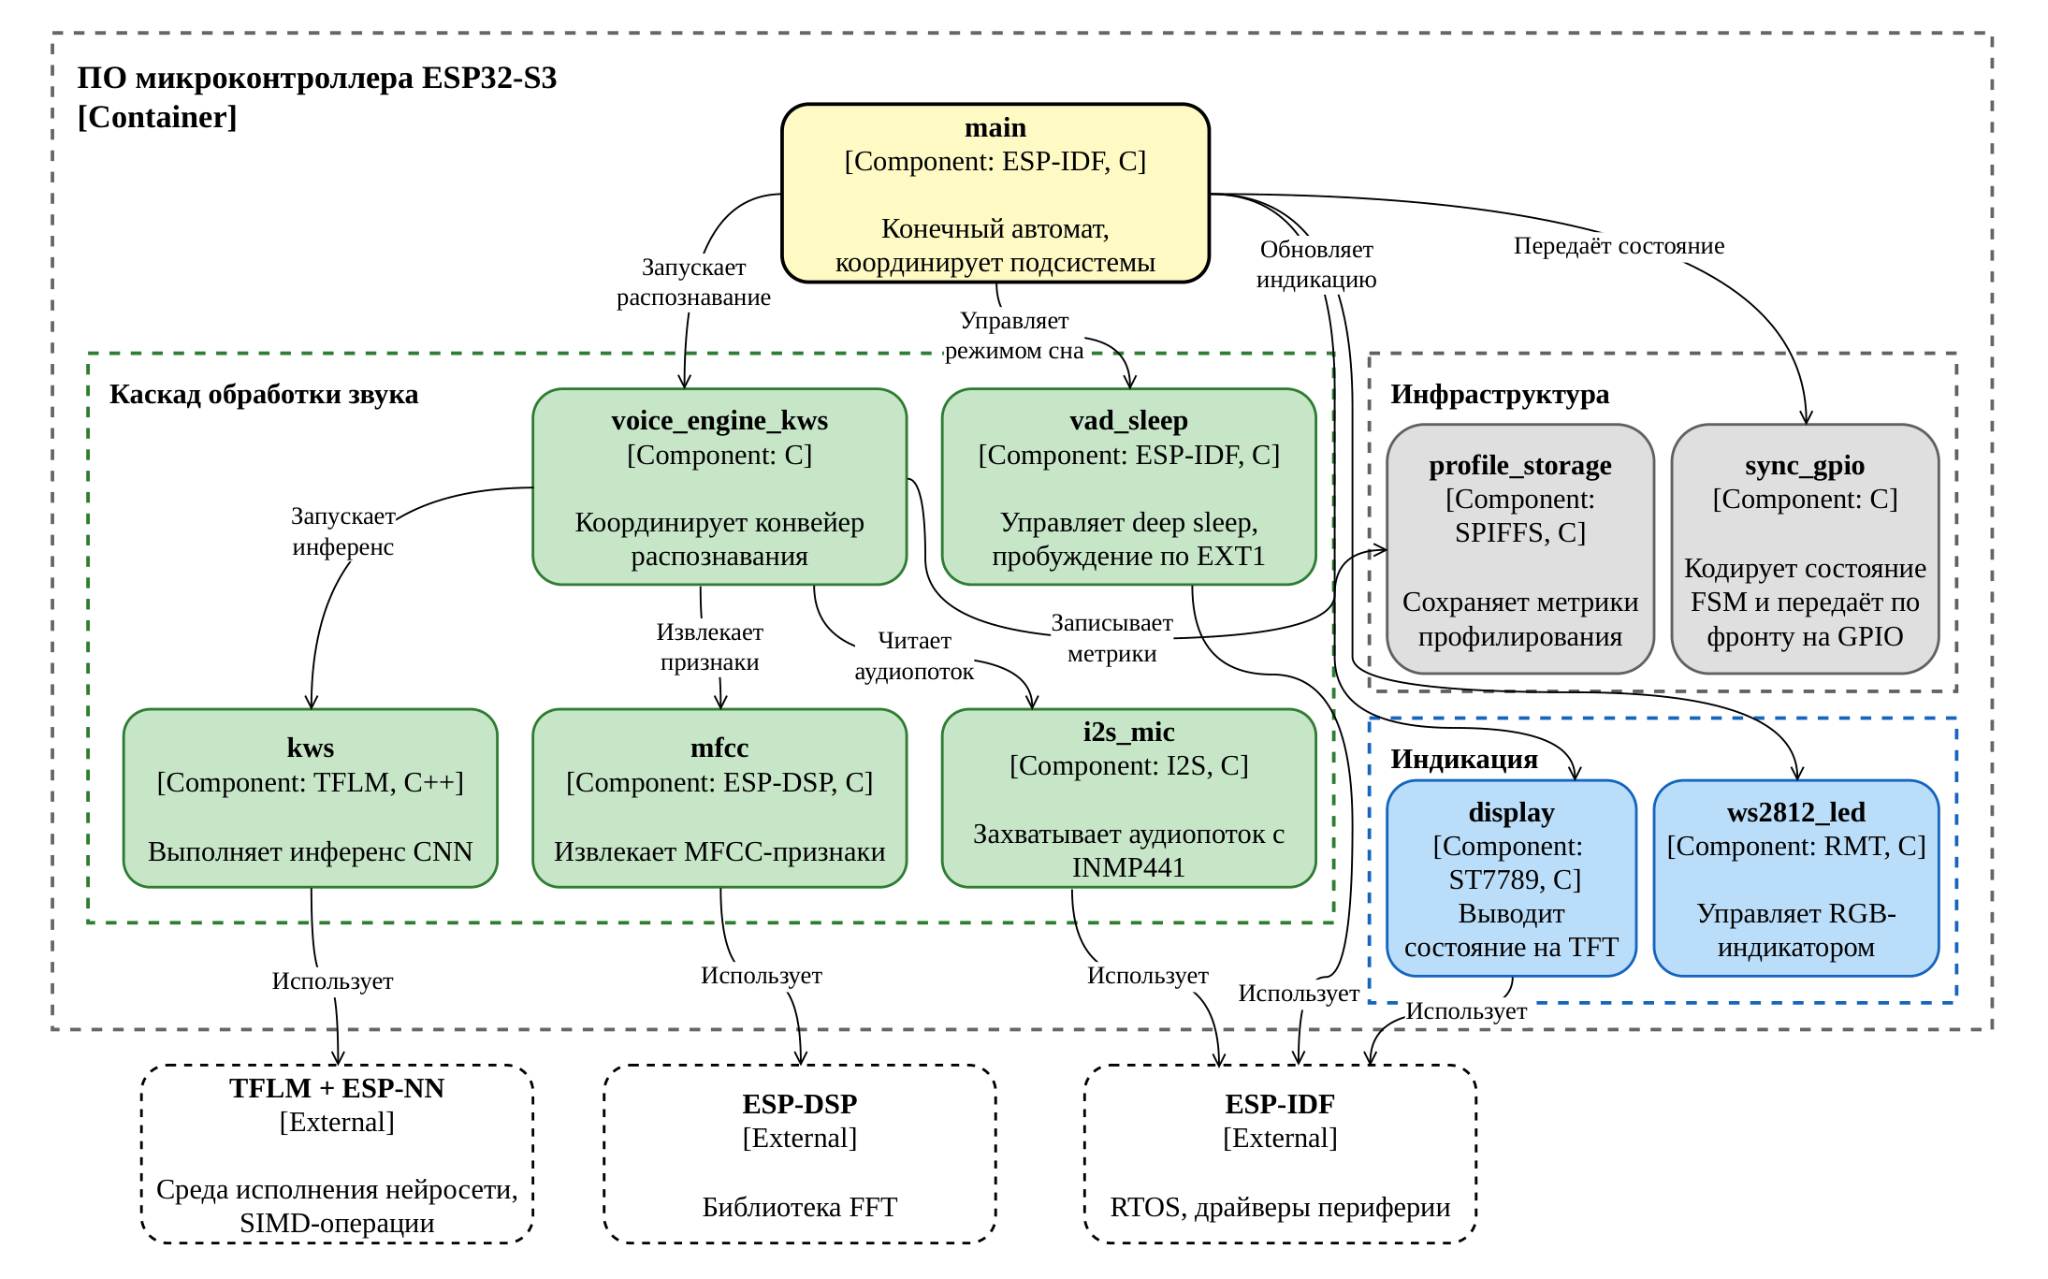 ПО микроконтроллера ESP32-S3
[Container]
main
[Component: ESP-IDF, C]
Конечный автомат,
координирует подсистемы
Запускает
распознавание
Управляет
режимом сна
Обновляет
индикацию
Передаёт состояние
Каскад обработки звука
voice_engine_kws
[Component: C]
Координирует конвейер
распознавания
vad_sleep
[Component: ESP-IDF, C]
Управляет deep sleep,
пробуждение по EXT1
Инфраструктура
profile_storage
[Component:
SPIFFS, C]
Сохраняет метрики
профилирования
sync_gpio
[Component: C]
Кодирует состояние
FSM и передаёт по
фронту на GPIO
Запускает
инференс
Извлекает
признаки
Читает
аудиопоток
Записывает
метрики
kws
[Component: TFLM, C++]
Выполняет инференс CNN
mfcc
[Component: ESP-DSP, C]
Извлекает MFCC-признаки
i2s_mic
[Component: I2S, C]
Захватывает аудиопоток с
INMP441
Индикация
display
[Component:
ST7789, C]
Выводит
состояние на TFT
ws2812_led
[Component: RMT, C]
Управляет RGB-
индикатором
Использует
Использует
Использует
Использует
Использует
TFLM + ESP-NN
[External]
Среда исполнения нейросети,
SIMD-операции
ESP-DSP
[External]
Библиотека FFT
ESP-IDF
[External]
RTOS, драйверы периферии